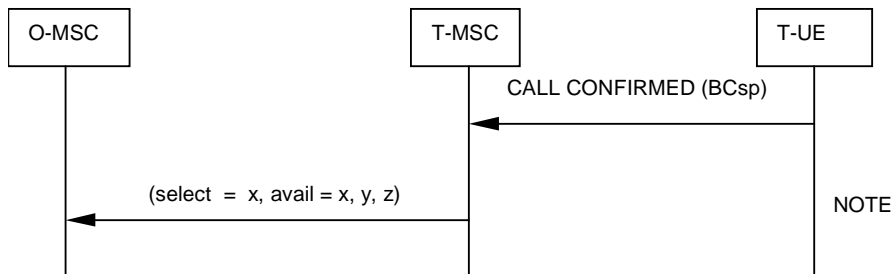 O-MSC T-MSC T-UE
CALL CONFIRMED (BCsp)
(select = x, avail = x, y, z)
NOTE